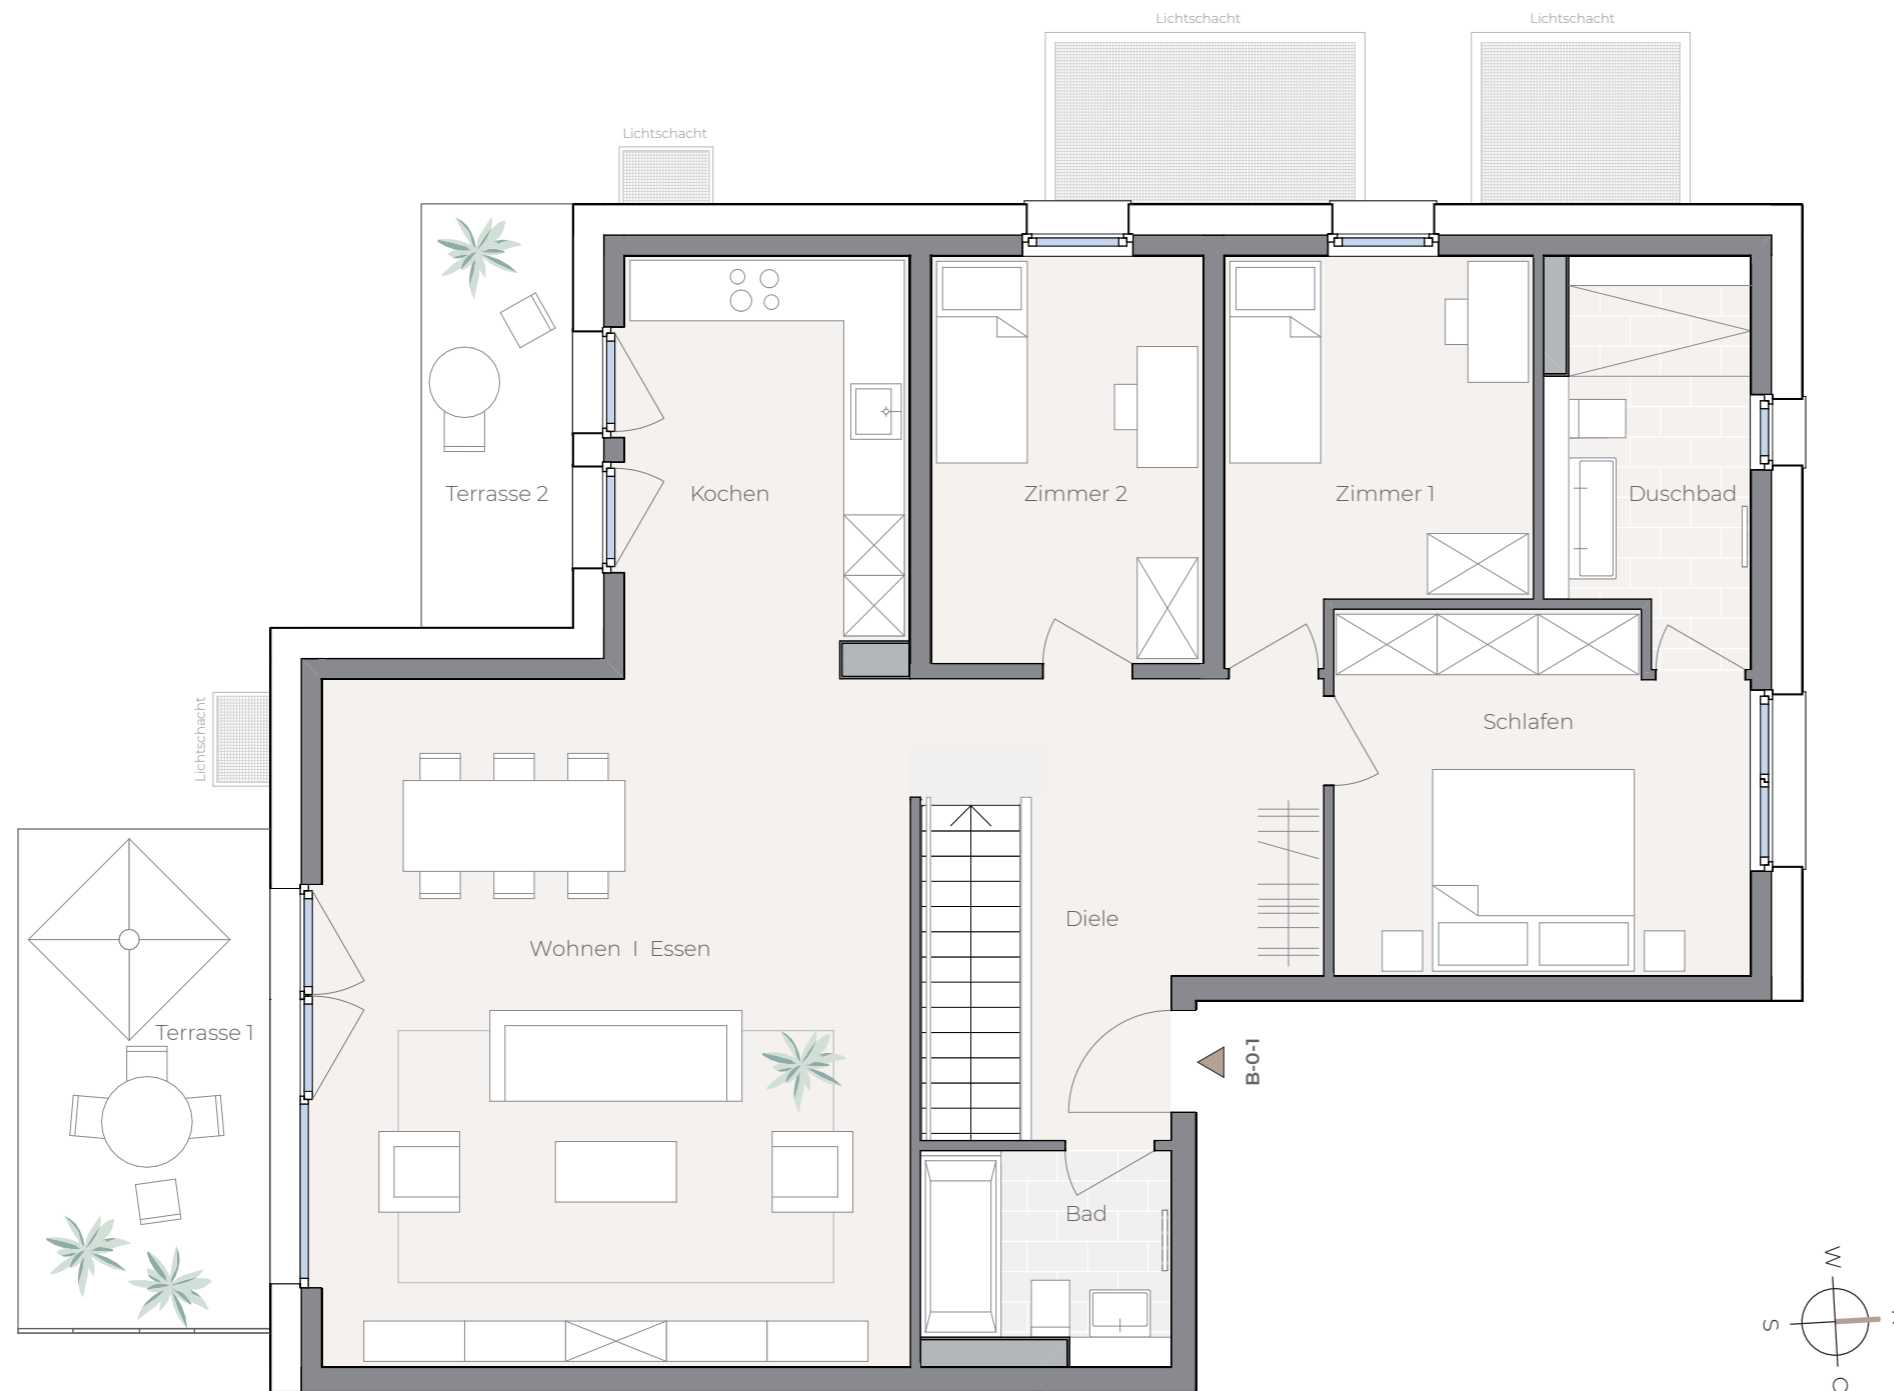 Lichtschacht
Lichtschacht
Lichtschacht
Terrasse 2
Kochen
Zimmer 2
Zimmer 1
Duschbad
Lichtschacht
Schlafen
Diele
Wohnen I Essen
Terrasse 1
B-0-1
Bad
W
S